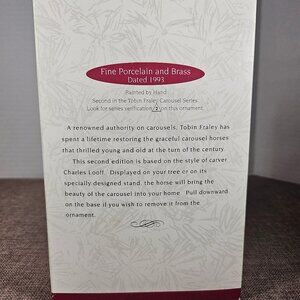 Fine Porcelain and Brass
Dated 1993
Painted by Hand
Second in the Tobin Fraley Carousel Series
Look for series verification 2 on this ornament.
A renowned authority on carousels, Tobin Fraley has
spent a lifetime restoring the graceful carousel horses
that thrilled young and old at the turn of the century.
This second edition is based on the style of carver
Charles Looff. Displayed on your tree or on its
specially designed stand, the horse will bring the
beauty of the carousel into your home. Pull downward
on the base if you wish to remove it from the
ornament.